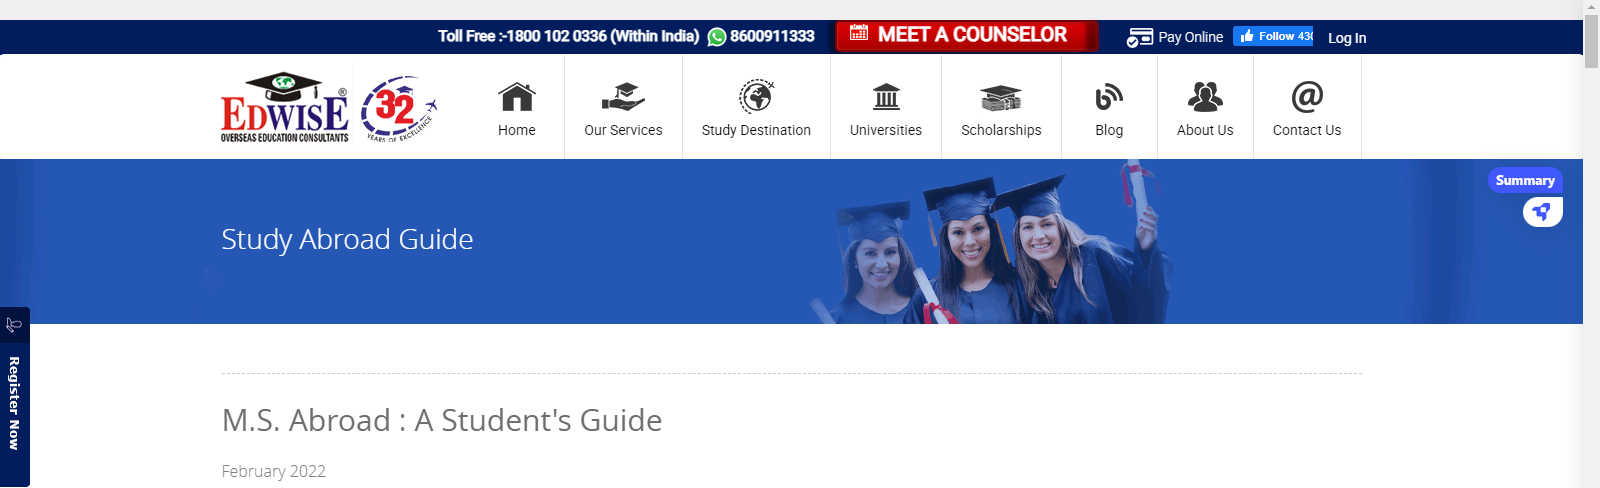 Toll Free :-1800 102 0336 (Within India) 8600911333 MEET A COUNSELOR Pay Online Follow 430 Log In
EDWISE ®
OVERSEAS EDUCATION CONSULTANTS
32
YEARS OF EXCELLENCE
Home Our Services Study Destination Universities Scholarships Blog About Us Contact Us
Summary
Study Abroad Guide
Register Now
M.S. Abroad : A Student's Guide
February 2022